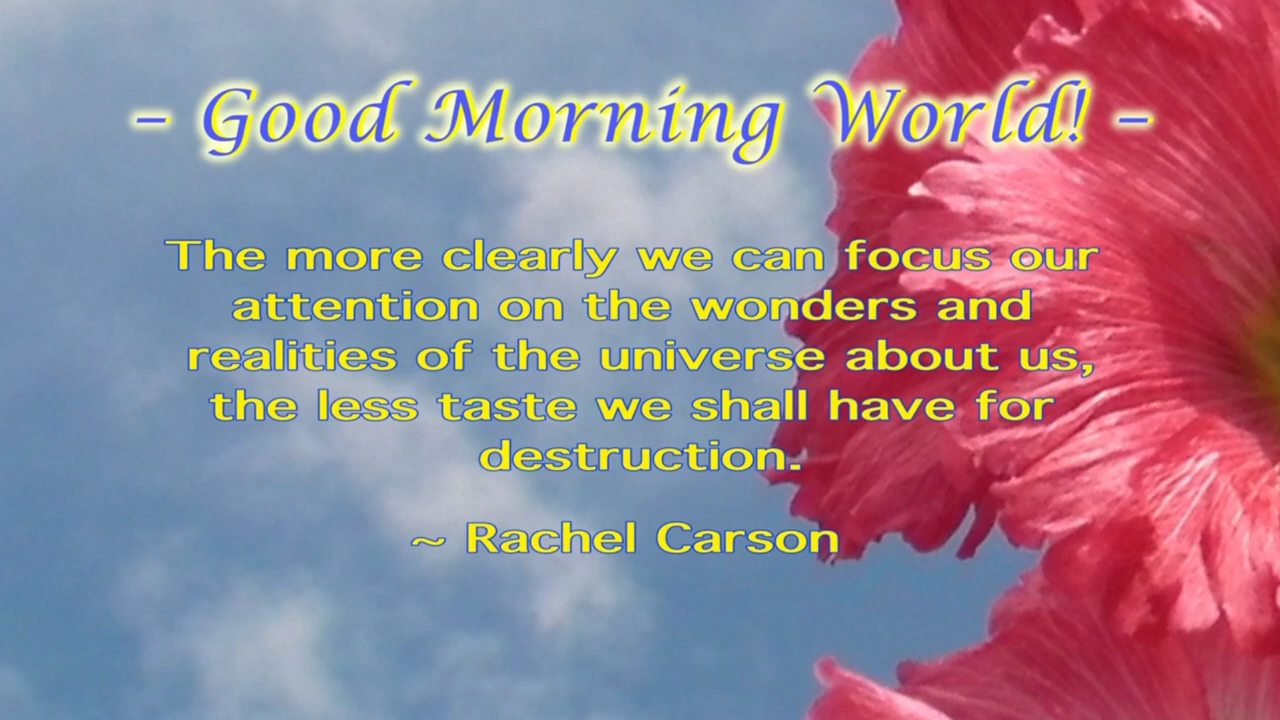 – Good Morning World! –
The more clearly we can focus our
attention on the wonders and
realities of the universe about us,
the less taste we shall have for
destruction.
~ Rachel Carson